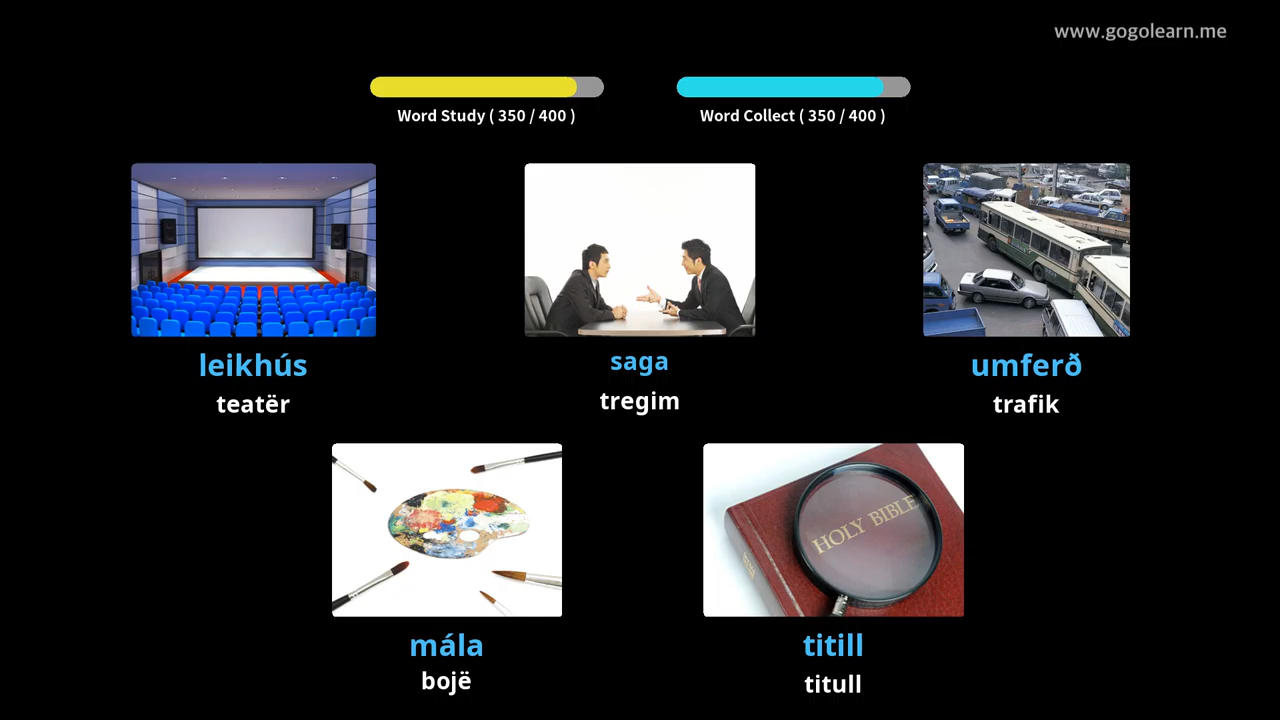 www.gogolearn.me
Word Study ( 350 / 400 )
Word Collect ( 350 / 400 )
leikhús
teatër
saga
tregim
umferð
trafik
HOLY BIBLE
mála
bojë
titill
titull